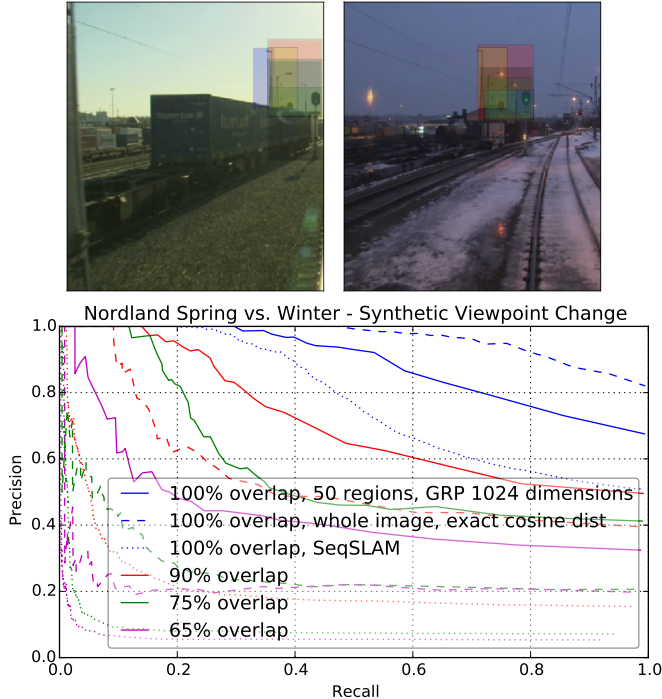 Nordland Spring vs. Winter - Synthetic Viewpoint Change
Precision
1.0
0.8
0.6
0.4
0.2
0.0
100% overlap, 50 regions, GRP 1024 dimensions
100% overlap, whole image, exact cosine dist
100% overlap, SeqSLAM
90% overlap
75% overlap
65% overlap
0.0 0.2 0.4 0.6 0.8 1.0
Recall